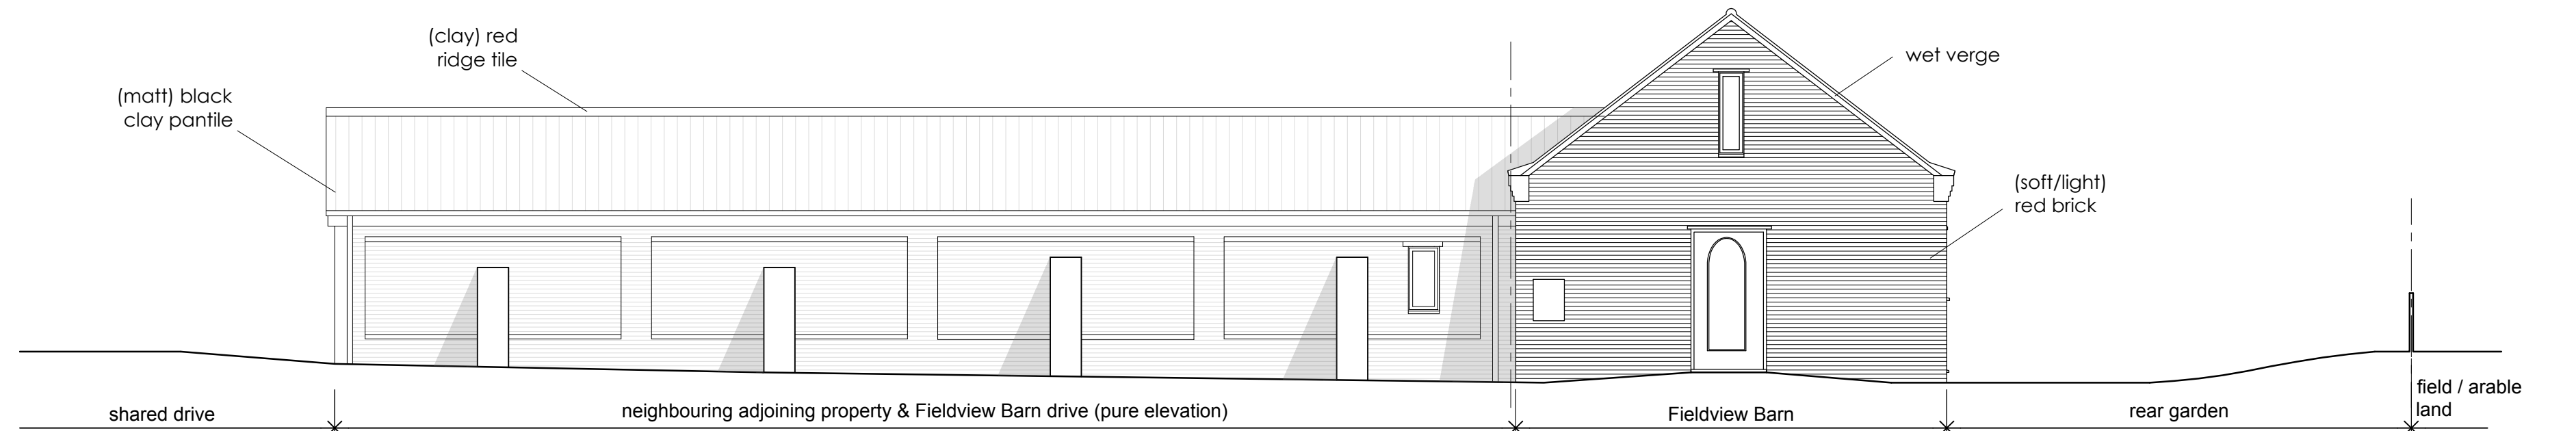 (clay) red
ridge tile
(matt) black
clay pantile
wet verge
(soft/light)
red brick
shared drive
neighbouring adjoining property & Fieldview Barn drive (pure elevation)
Fieldview Barn
rear garden
field / arable
land